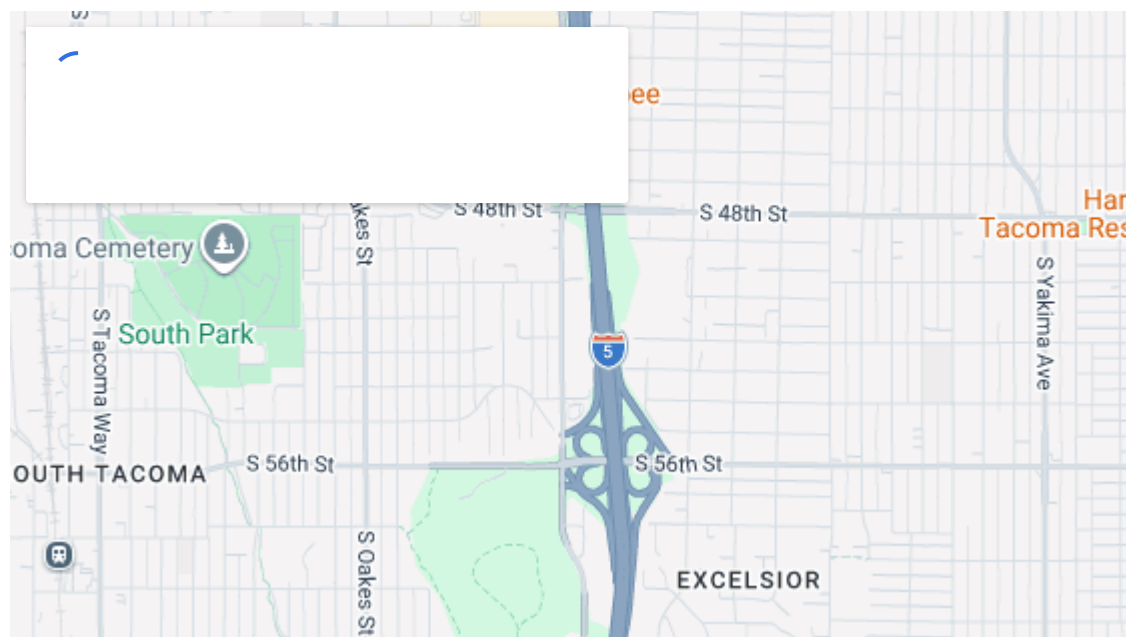 S 48th St
S 48th St
Tacoma Res
Cemetery
South Park
S Tacoma Way
S Yakima Ave
5
S 56th St
S 56th St
TACOMA
S Oakes St
EXCELSIOR